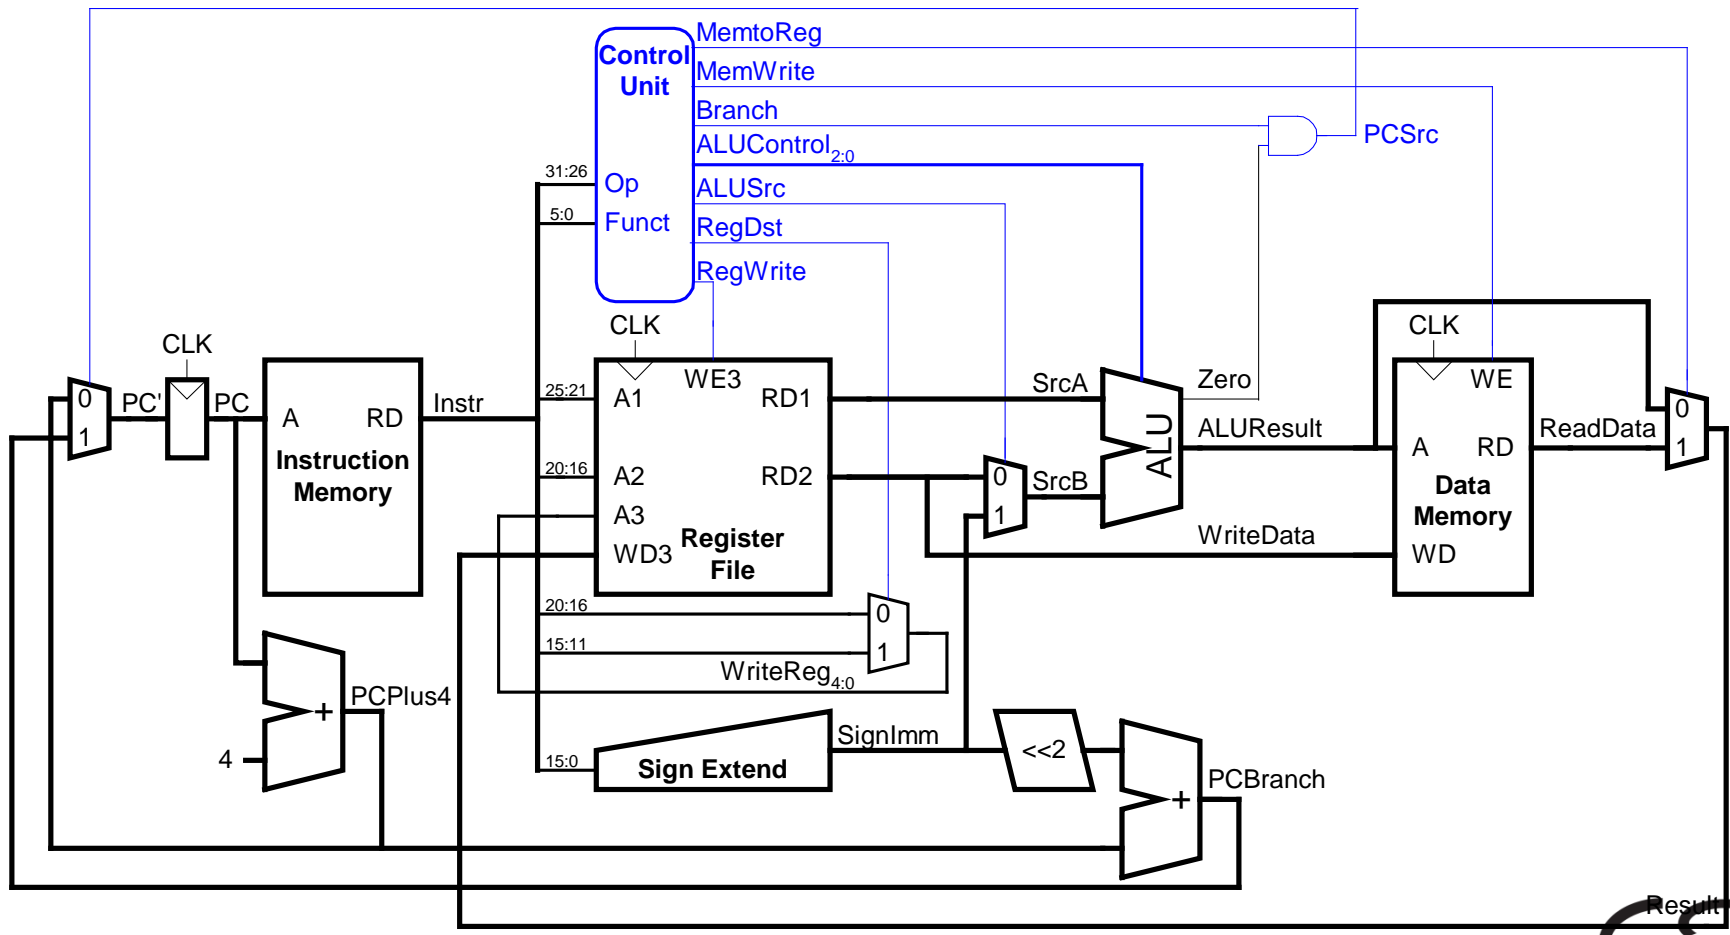 MemtoReg
Control
Unit
MemWrite
Branch
ALUControl2:0
PCSrc
31:26
Op
ALUSrc
5:0
Funct
RegDst
RegWrite
CLK
CLK
CLK
0
1
PC'
PC
A
RD
Instruction
Memory
Instr
25:21
A1
WE3
RD1
20:16
A2
RD2
A3
WD3
Register
File
SrcA
0
1
SrcB
ALU
Zero
ALUResult
WriteData
WE
A
RD
Data
Memory
WD
ReadData
0
1
20:16
0
15:11
1
WriteReg4:0
PCPlus4
+
4
15:0
Sign Extend
SignImm
<<2
+
PCBranch
Result